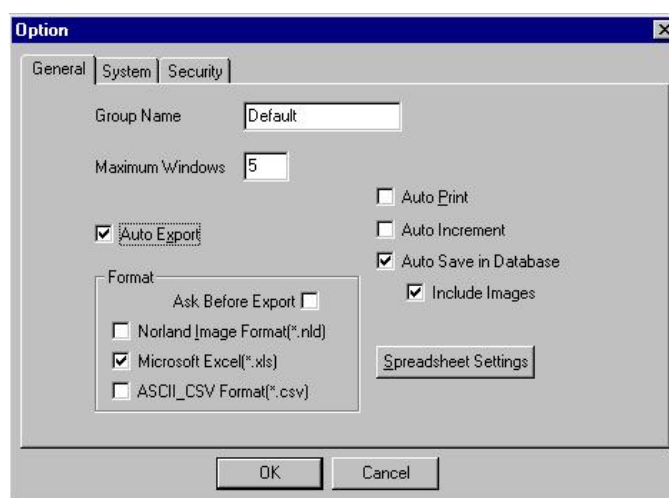 Option
General System Security
Group Name Default
Maximum Windows 5
Auto Print
Auto Export
Auto Increment
Auto Save in Database
Include Images
Format
Ask Before Export
Norland Image Format(*.nld)
Microsoft Excel(*.xls)
ASCII_CSV Format(*.csv)
Spreadsheet Settings
OK Cancel